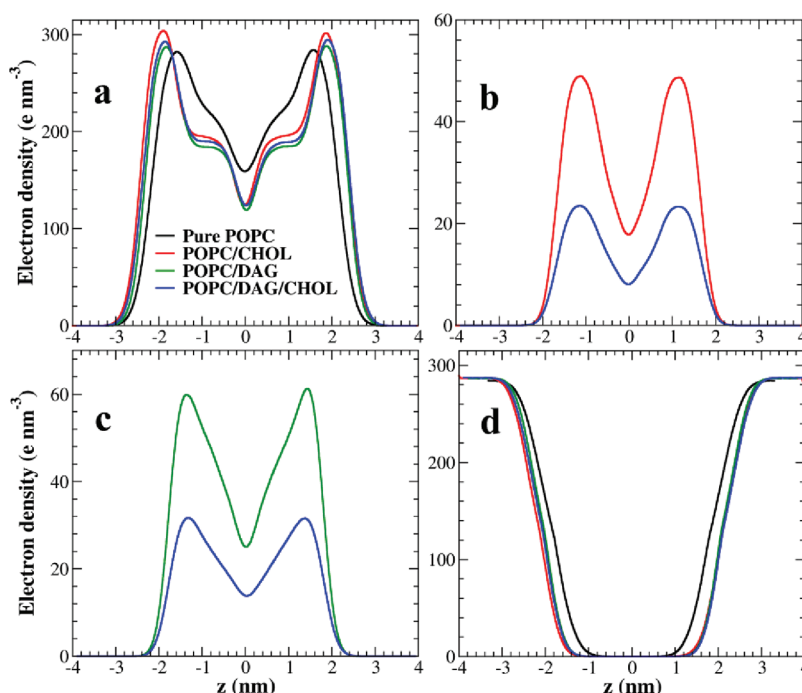 Electron density (e nm⁻³)
300
200
100
0
a
Pure POPC
POPC/CHOL
POPC/DAG
POPC/DAG/CHOL
-4 -3 -2 -1 0 1 2 3 4
60
40
20
0
b
-4 -3 -2 -1 0 1 2 3 4
Electron density (e nm⁻³)
60
40
20
0
c
-4 -3 -2 -1 0 1 2 3 4
z (nm)
300
200
100
0
d
-4 -3 -2 -1 0 1 2 3 4
z (nm)